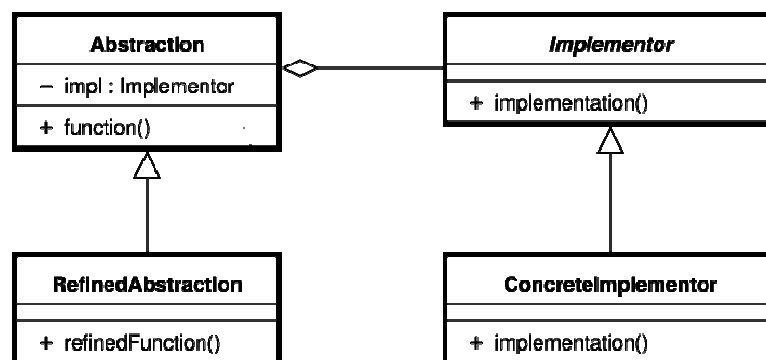 Abstraction
- impl : Implementor
+ function()
Implementor
+ implementation()
RefinedAbstraction
+ refinedFunction()
ConcreteImplementor
+ implementation()